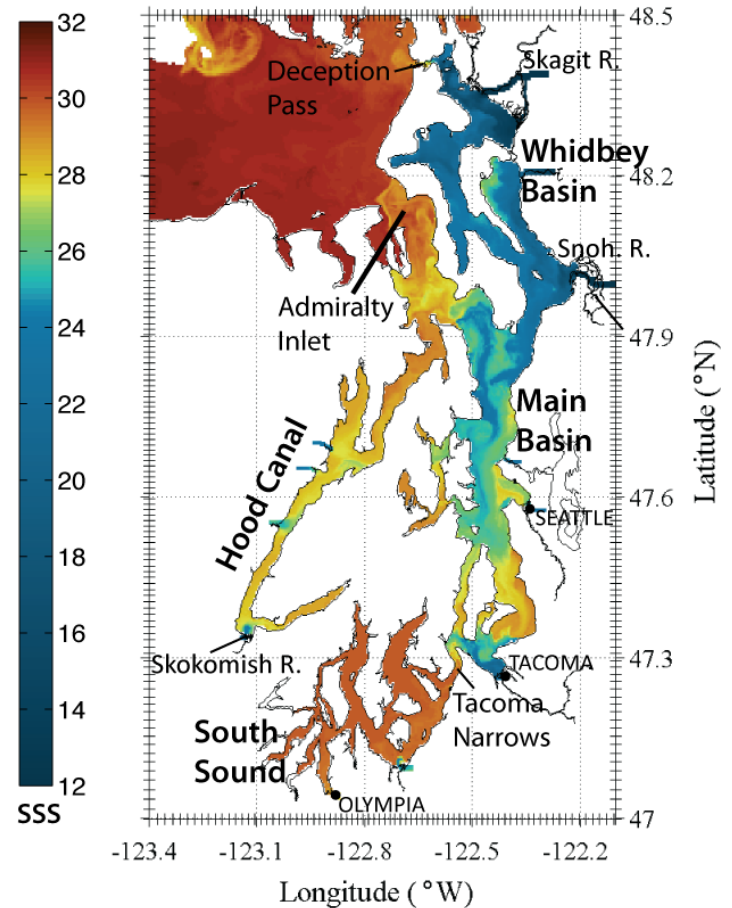 32
30
28
26
24
22
20
18
16
14
12
SSS
48.5
48.2
47.9
47.6
47.3
47
Latitude (°N)
-123.4
-123.1
-122.8
-122.5
-122.2
Longitude (°W)
Skagit R.
Deception
Pass
Whidbey
Basin
Snoh. R.
Admiralty
Inlet
Main
Basin
Hood Canal
SEATTLE
Skokomish R.
TACOMA
Tacoma
Narrows
South
Sound
OLYMPIA